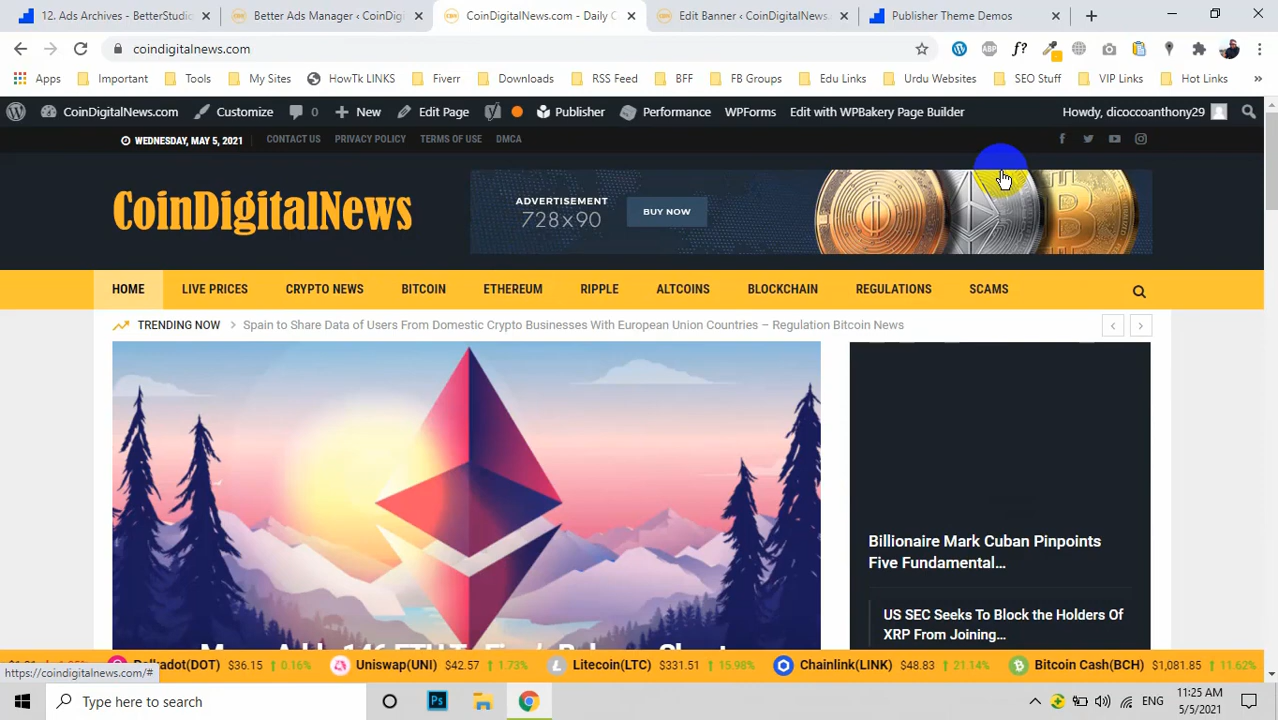 12. Ads Archives - BetterStudio
Better Ads Manager ‹ CoinDigi
CoinDigitalNews.com - Daily C
Edit Banner ‹ CoinDigitalNews
Publisher Theme Demos
coindigitalnews.com
ABP
f?
Apps
Important
Tools
My Sites
HowTk LINKS
Fiverr
Downloads
RSS Feed
BFF
FB Groups
Edu Links
Urdu Websites
SEO Stuff
VIP Links
Hot Links
»
CoinDigitalNews.com
Customize
0
New
Edit Page
Publisher
Performance
WPForms
Edit with WPBakery Page Builder
Howdy, dicoccoanthony29
WEDNESDAY, MAY 5, 2021
CONTACT US
PRIVACY POLICY
TERMS OF USE
DMCA
CoinDigitalNews
ADVERTISEMENT
728x90
BUY NOW
HOME
LIVE PRICES
CRYPTO NEWS
BITCOIN
ETHEREUM
RIPPLE
ALTCOINS
BLOCKCHAIN
REGULATIONS
SCAMS
TRENDING NOW
Spain to Share Data of Users From Domestic Crypto Businesses With European Union Countries – Regulation Bitcoin News
Billionaire Mark Cuban Pinpoints
Five Fundamental...
US SEC Seeks To Block the Holders Of
XRP From Joining...
Polkadot(DOT) $36.15 0.16%
Uniswap(UNI) $42.57 1.73%
Litecoin(LTC) $331.51 15.98%
Chainlink(LINK) $48.83 21.14%
Bitcoin Cash(BCH) $1,081.85 11.62%
https://coindigitalnews.com/#
Type here to search
Ps
ENG
11:25 AM
5/5/2021